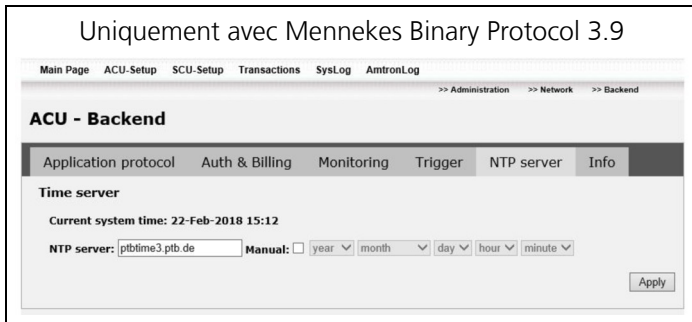 Uniquement avec Mennekes Binary Protocol 3.9
Main Page ACU-Setup SCU-Setup Transactions SysLog AmtronLog
>> Administration >> Network >> Backend
ACU - Backend
Application protocol Auth & Billing Monitoring Trigger NTP server Info
Time server
Current system time: 22-Feb-2018 15:12
NTP server: ptbtime3.ptb.de Manual: year month day hour minute
Apply